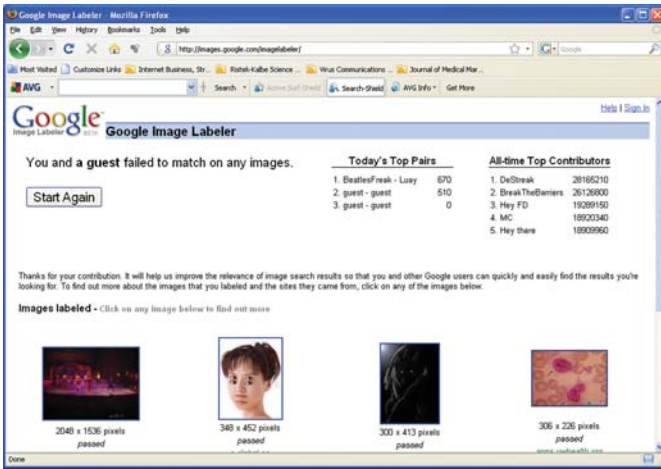 Google Image Labeler - Mozilla Firefox
File Edit View History Bookmarks Tools Help
http://images.google.com/imagelabeler/
Google
Most Visited Customize Links Internet Business, Str... Ristek-Kalbe Science ... Virus Communications ... Journal of Medical Mar...
AVG Search Active Surf-Shield Search-Shield AVG Info Get More
Help | Sign In
Google
Image Labeler BETA
Google Image Labeler
You and a guest failed to match on any images.
Start Again
Today's Top Pairs
1. BeatlesFreak - Luay 670
2. guest - guest 510
3. guest - guest 0
All-time Top Contributors
1. DeStreak 28165210
2. BreakTheBarriers 26126800
3. Hey FD 19289150
4. MC 18920340
5. Hey there 18909960
Thanks for your contribution. It will help us improve the relevance of image search results so that you and other Google users can quickly and easily find the results you're
looking for. To find out more about the images that you labeled and the sites they came from, click on any of the images below.
Images labeled - Click on any image below to find out more
2048 x 1536 pixels
passed
348 x 452 pixels
passed
300 x 413 pixels
passed
306 x 226 pixels
passed
Done